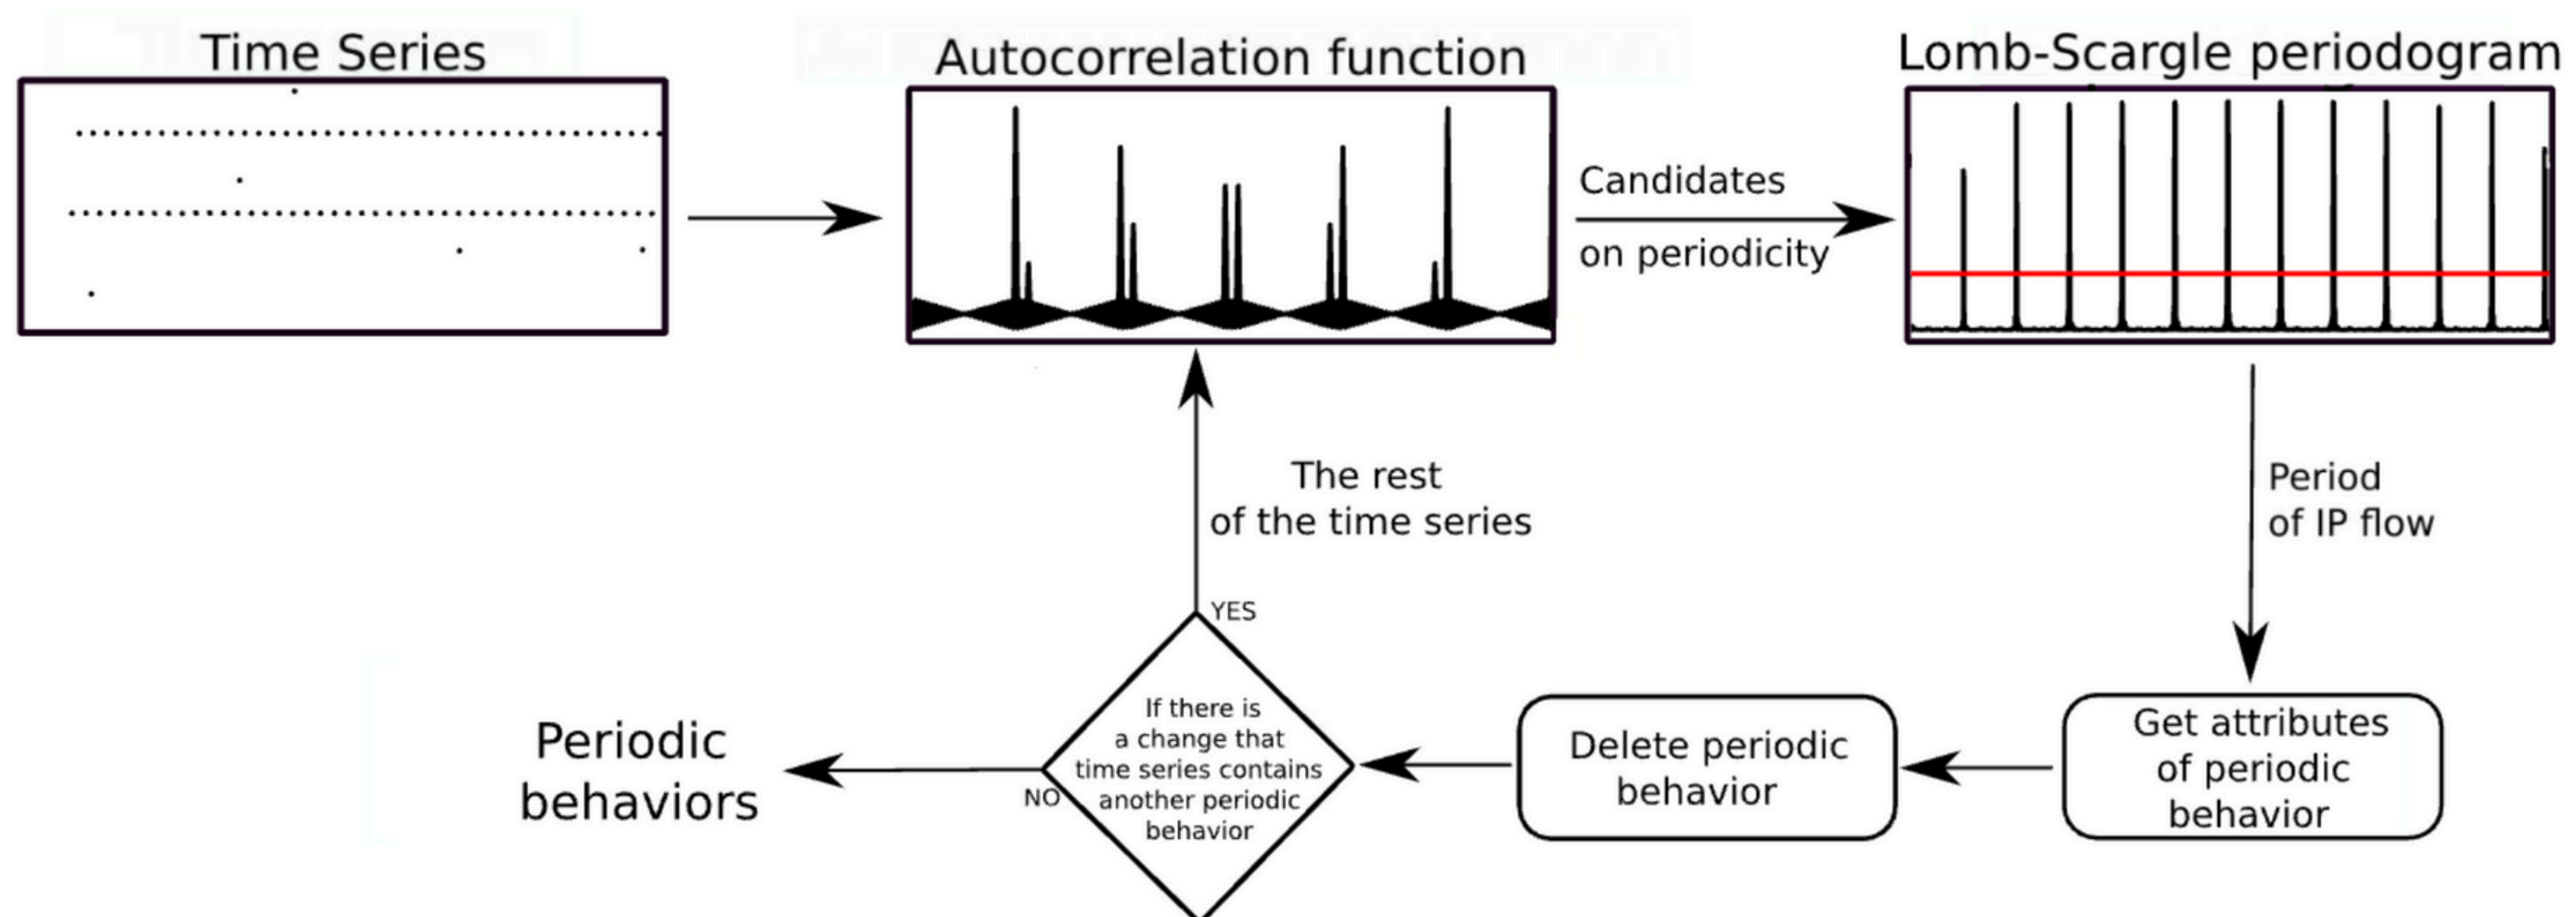 Time Series
Autocorrelation function
Lomb-Scargle periodogram
Candidates
on periodicity
The rest
of the time series
Period
of IP flow
YES
If there is
a change that
time series contains
another periodic
behavior
NO
Periodic
behaviors
Delete periodic
behavior
Get attributes
of periodic
behavior